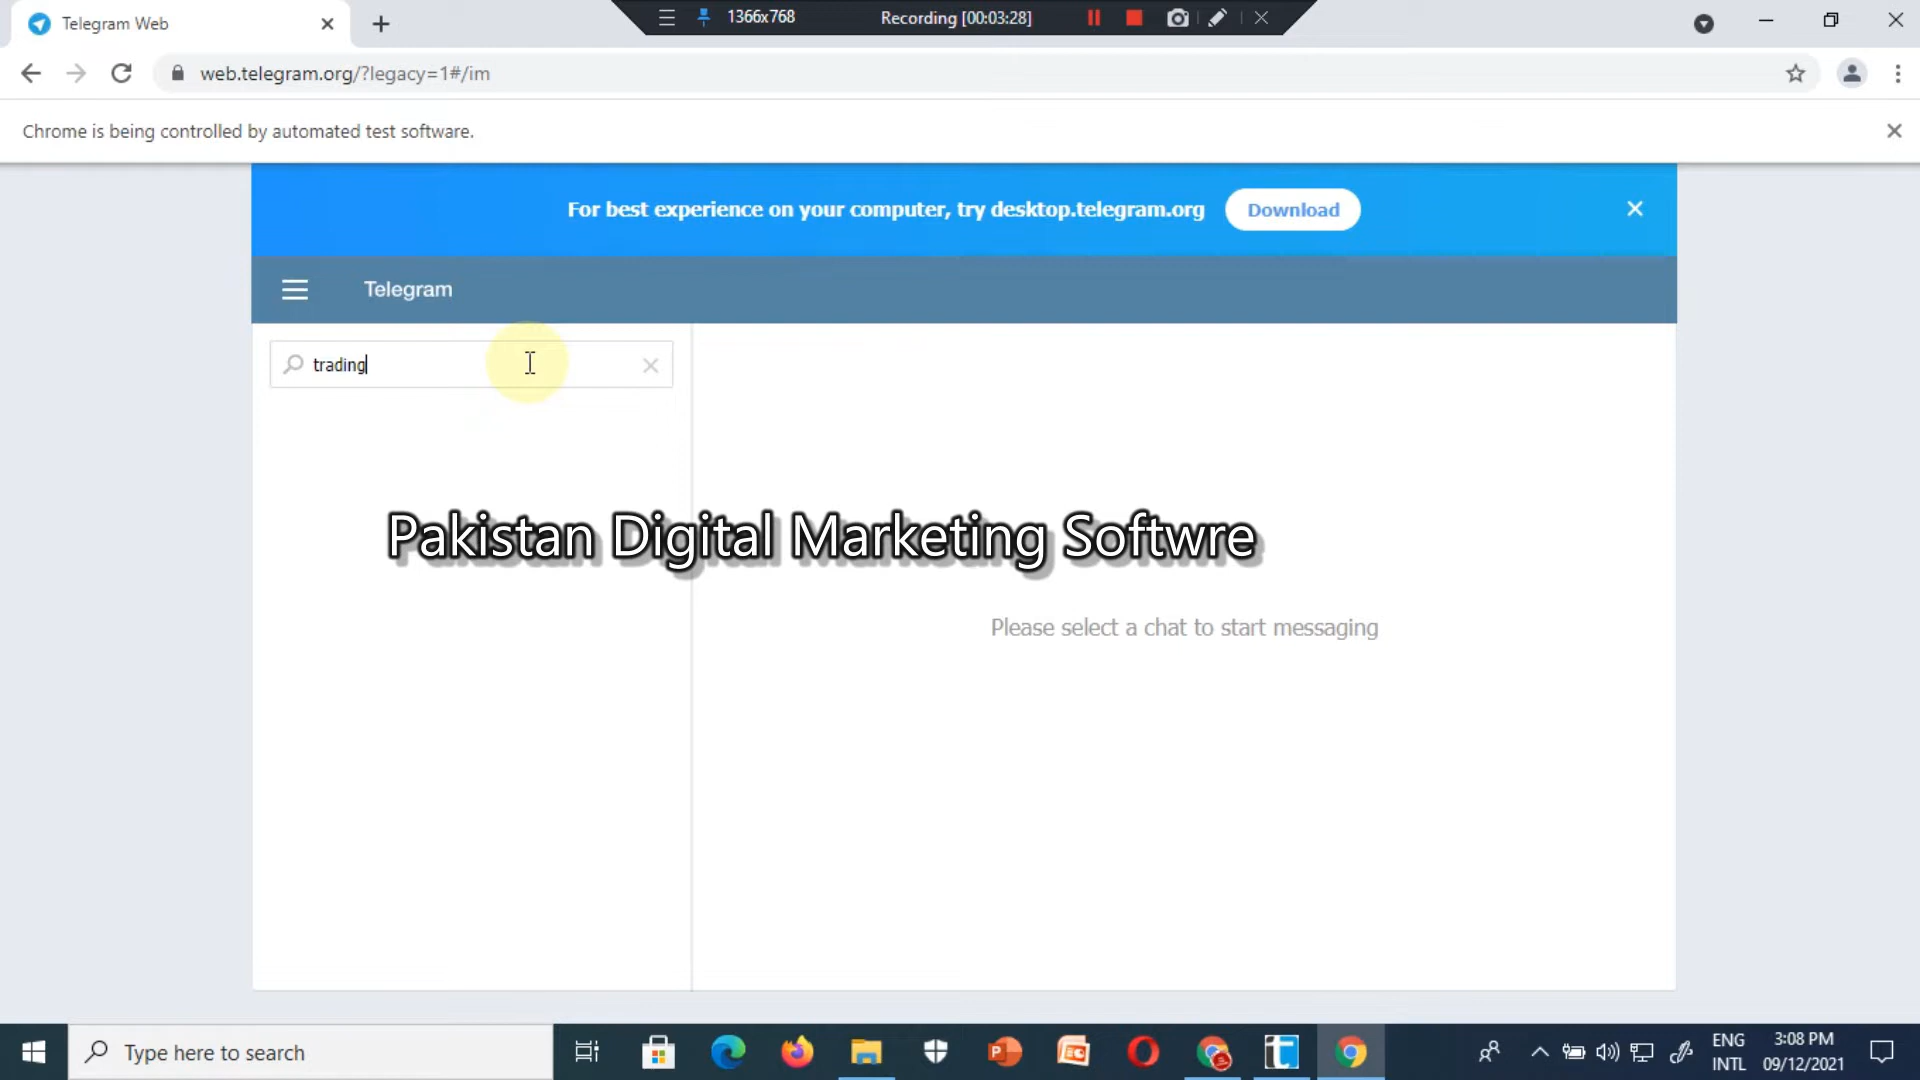 Telegram Web
1366x768
Recording [00:03:28]
web.telegram.org/?legacy=1#/im
Chrome is being controlled by automated test software.
For best experience on your computer, try desktop.telegram.org
Download
Telegram
trading
Pakistan Digital Marketing Softwre
Please select a chat to start messaging
Type here to search
ENG
INTL
3:08 PM
09/12/2021